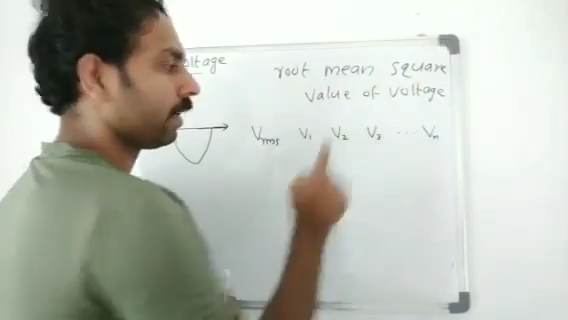 oltage
root mean square
value of voltage
Vrms V1 V2 V3 ... Vn